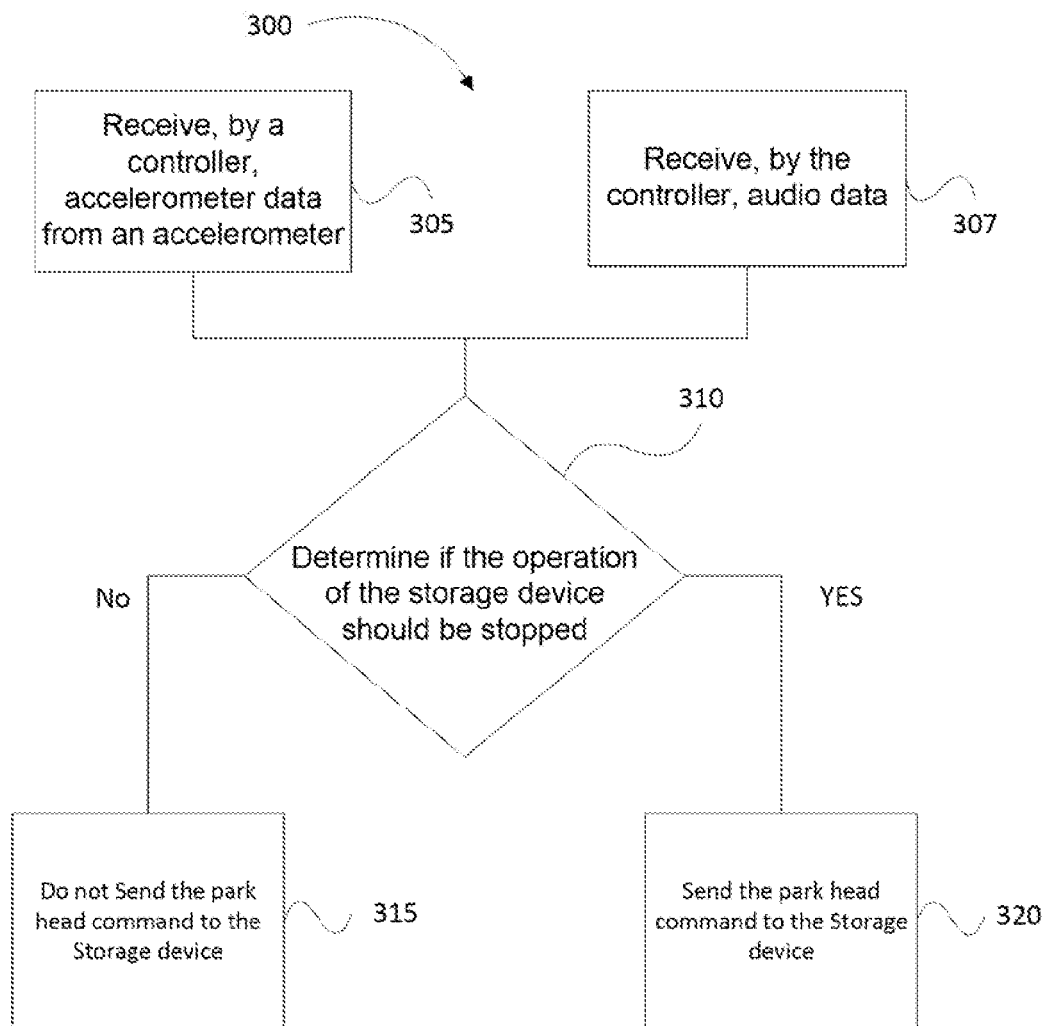 300
Receive, by a
controller,
accelerometer data
from an accelerometer
305
Receive, by the
controller, audio data
307
310
Determine if the operation
of the storage device
should be stopped
No
YES
Do not Send the park
head command to the
Storage device
315
Send the park head
command to the Storage
device
320